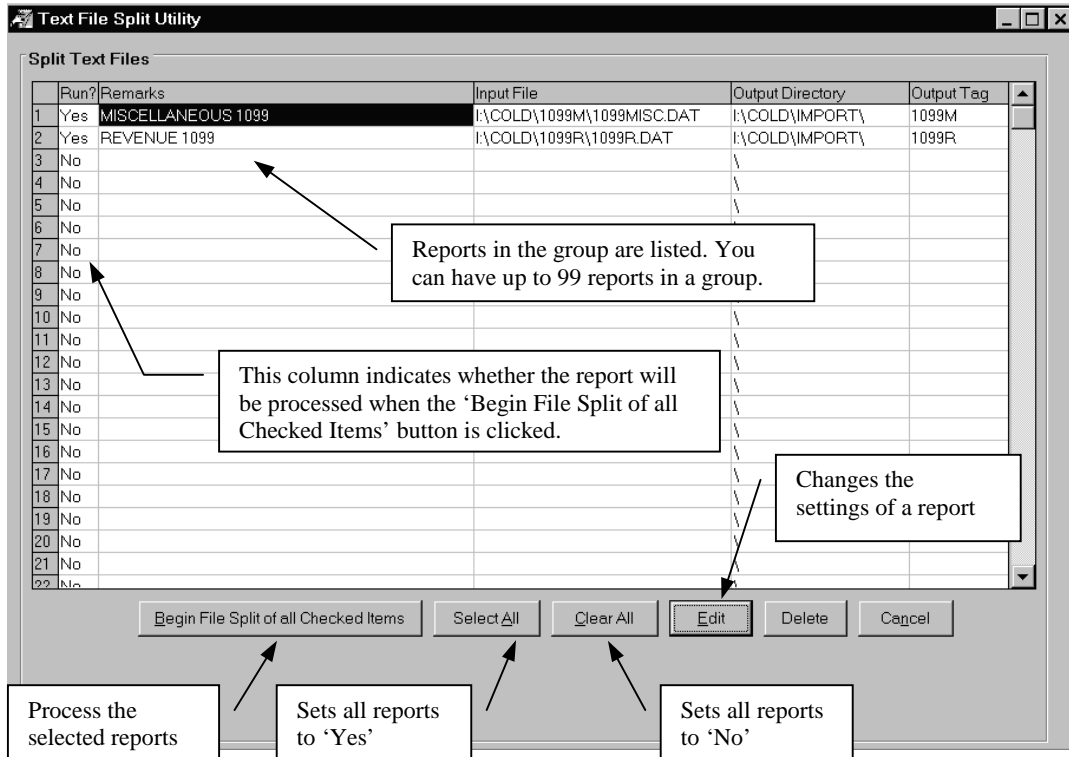 Text File Split Utility
Split Text Files
Run? Remarks Input File Output Directory Output Tag
1 Yes MISCELLANEOUS 1099 I:\COLD\1099M\1099MISC.DAT I:\COLD\IMPORT\ 1099M
2 Yes REVENUE 1099 I:\COLD\1099R\1099R.DAT I:\COLD\IMPORT\ 1099R
3 No
4 No \
5 No \
6 No \
7 No
8 No
9 No \
10 No \
11 No \
12 No \
13 No \
14 No \
15 No \
16 No \
17 No \
18 No \
19 No \
20 No \
21 No \
22 No
Reports in the group are listed. You
can have up to 99 reports in a group.
This column indicates whether the report will
be processed when the ‘Begin File Split of all
Checked Items’ button is clicked.
Changes the
settings of a report
Begin File Split of all Checked Items Select All Clear All Edit Delete Cancel
Process the
selected reports
Sets all reports
to ‘Yes’
Sets all reports
to ‘No’